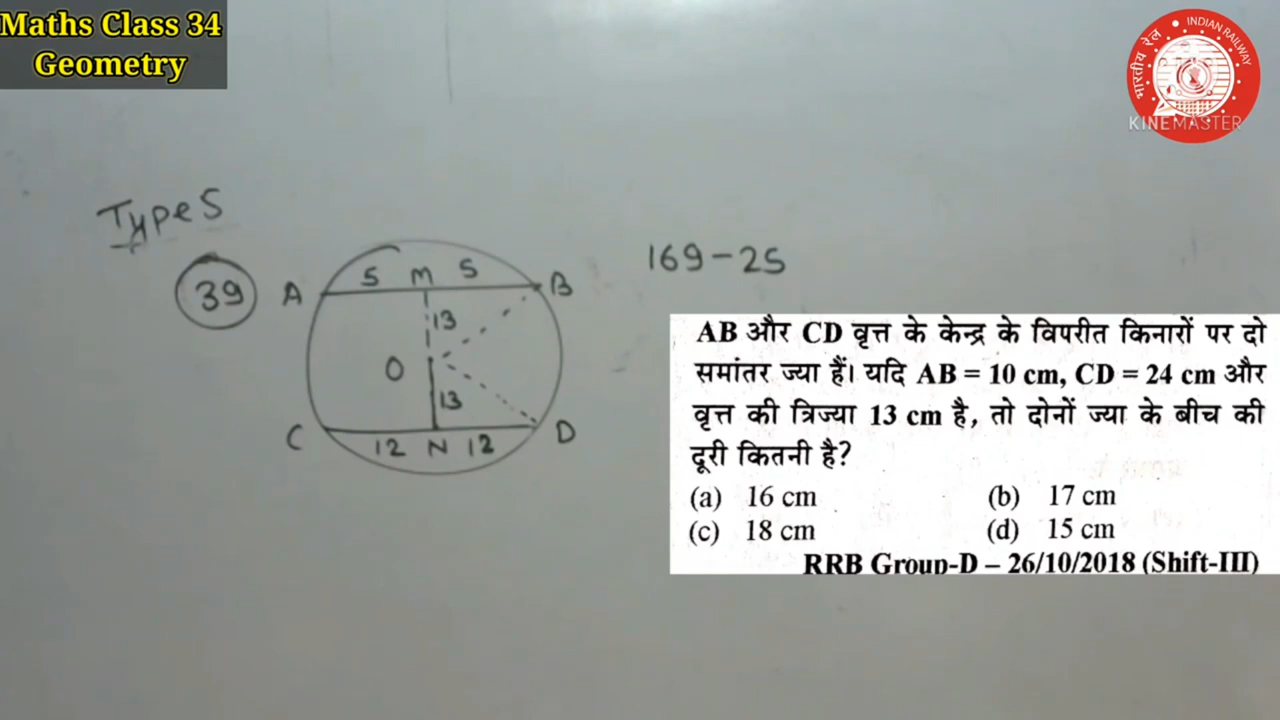 Maths Class 34
Geometry
भारतीय रेल • INDIAN RAILWAY
KINEMASTER
Type 5
39
A 5 M 5 B
13
O
13
C 12 N 12 D
169-25
AB और CD वृत्त के केन्द्र के विपरीत किनारों पर दो
समांतर ज्या हैं। यदि AB = 10 cm, CD = 24 cm और
वृत्त की त्रिज्या 13 cm है, तो दोनों ज्या के बीच की
दूरी कितनी है?
(a) 16 cm (b) 17 cm
(c) 18 cm (d) 15 cm
RRB Group-D – 26/10/2018 (Shift-III)